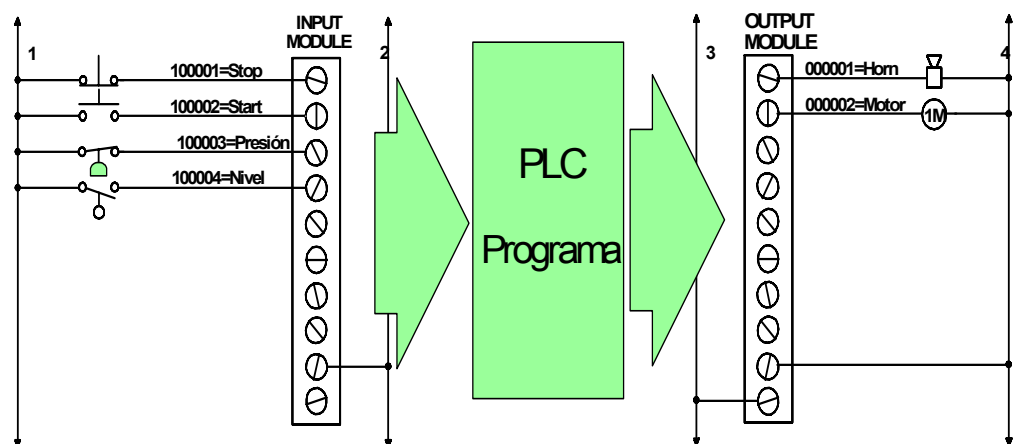 INPUT
MODULE
OUTPUT
MODULE
1
2
3
4
100001=Stop
100002=Start
100003=Presión
100004=Nivel
PLC
Programa
000001=Horn
000002=Motor
1M